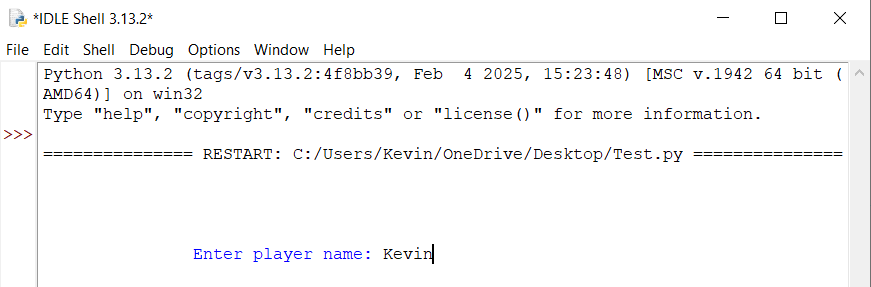 *IDLE Shell 3.13.2*
File Edit Shell Debug Options Window Help
Python 3.13.2 (tags/v3.13.2:4f8bb39, Feb  4 2025, 15:23:48) [MSC v.1942 64 bit (
AMD64)] on win32
Type "help", "copyright", "credits" or "license()" for more information.
>>>
=============== RESTART: C:/Users/Kevin/OneDrive/Desktop/Test.py ===============
Enter player name: Kevin